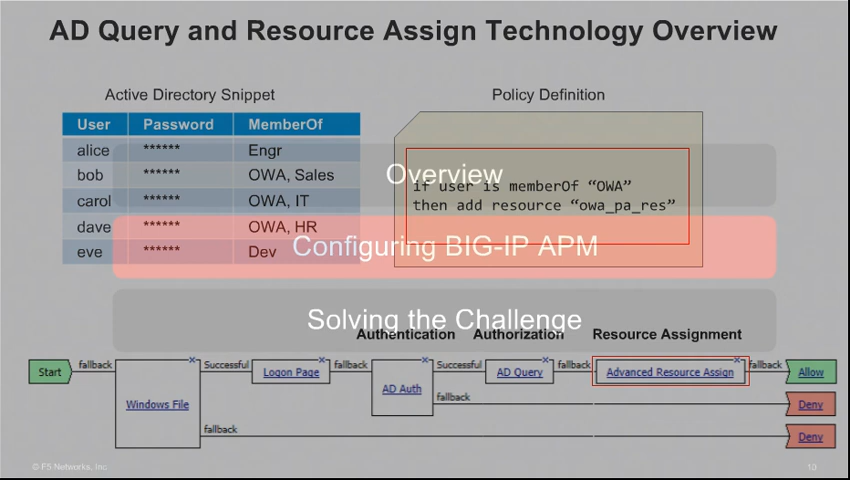 AD Query and Resource Assign Technology Overview
Active Directory Snippet
User Password MemberOf
alice ****** Engr
bob ****** OWA, Sales
carol ****** OWA, IT
dave ****** OWA, HR
eve ****** Dev
Policy Definition
if user is memberOf “OWA”
then add resource “owa_pa_res”
Overview
Configuring BIG-IP APM
Solving the Challenge
Authentication Authorization Resource Assignment
Start fallback Windows File Successful Logon Page fallback AD Auth Successful AD Query fallback Advanced Resource Assign fallback Allow
fallback Deny
fallback Deny
© F5 Networks, Inc 10